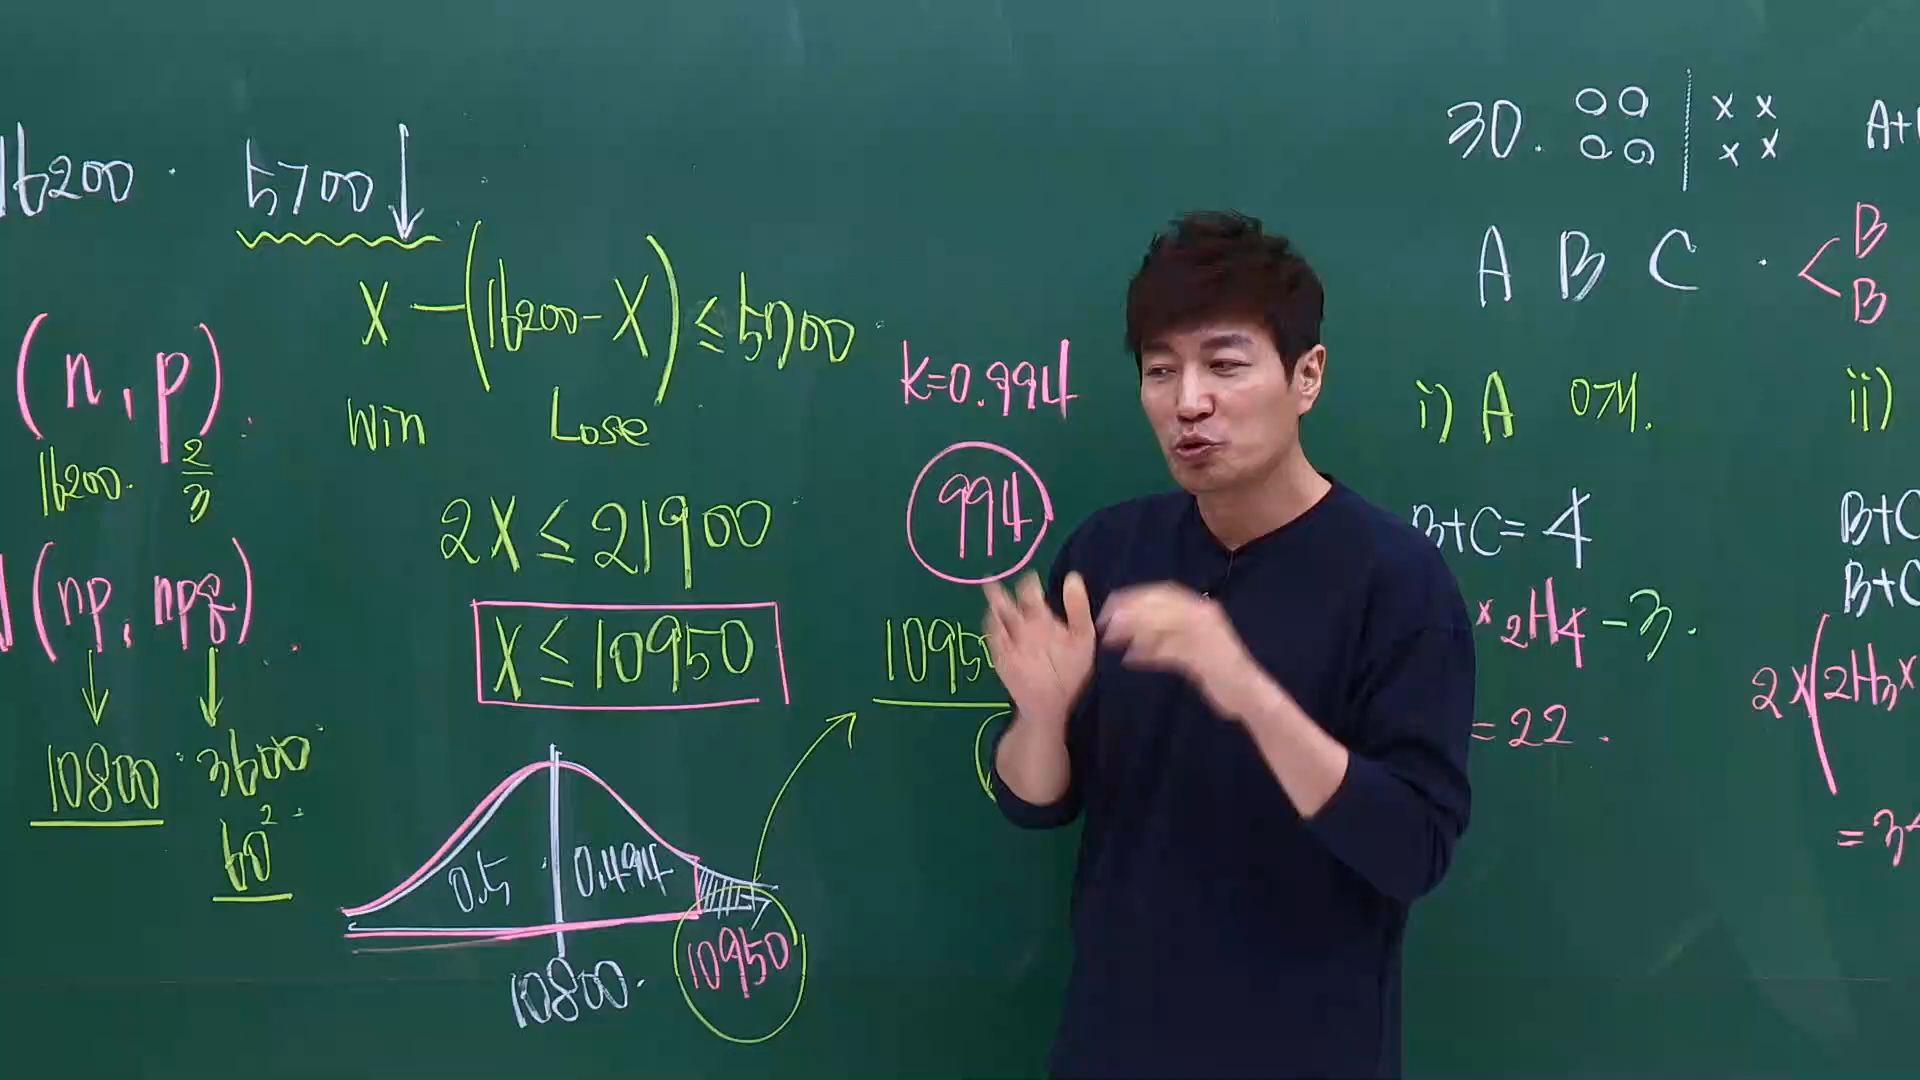 16200 5700↓
X-(16200-X)≤5700
Win Lose
(n, p)
16200. 2/3
2X≤21900
X≤10950
(np, npq)
10800 3600
60²
0.5 0.494
10800. 10950
K=0.994
994
1095
30. ○○ | ××
○○ | ××
A B C · < B
B
i) A 0개. ii)
B+C=4
×2H4-3.
=22.
B+C
B+C
2×(2H3×
=3